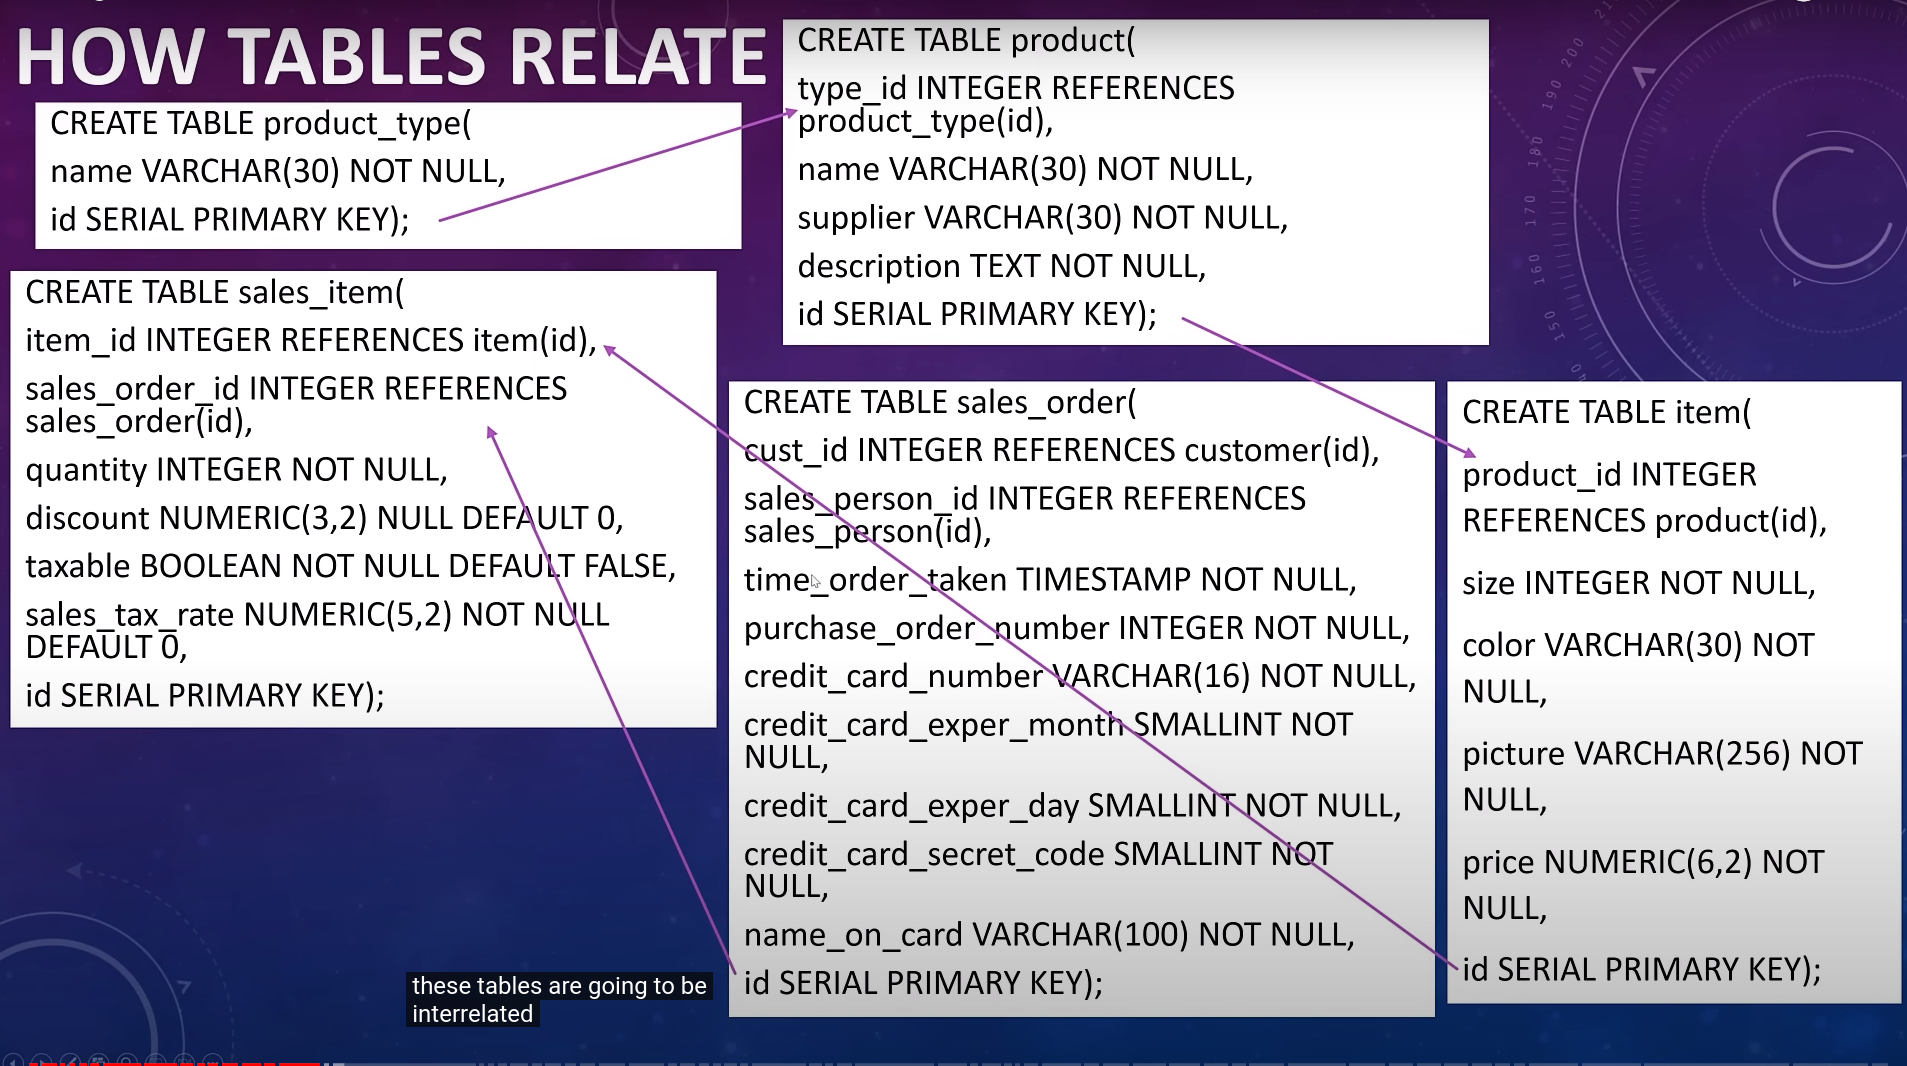 HOW TABLES RELATE
CREATE TABLE product_type(
name VARCHAR(30) NOT NULL,
id SERIAL PRIMARY KEY);
CREATE TABLE product(
type_id INTEGER REFERENCES
product_type(id),
name VARCHAR(30) NOT NULL,
supplier VARCHAR(30) NOT NULL,
description TEXT NOT NULL,
id SERIAL PRIMARY KEY);
CREATE TABLE sales_item(
item_id INTEGER REFERENCES item(id),
sales_order_id INTEGER REFERENCES
sales_order(id),
quantity INTEGER NOT NULL,
discount NUMERIC(3,2) NULL DEFAULT 0,
taxable BOOLEAN NOT NULL DEFAULT FALSE,
sales_tax_rate NUMERIC(5,2) NOT NULL
DEFAULT 0,
id SERIAL PRIMARY KEY);
CREATE TABLE sales_order(
cust_id INTEGER REFERENCES customer(id),
sales_person_id INTEGER REFERENCES
sales_person(id),
time_order_taken TIMESTAMP NOT NULL,
purchase_order_number INTEGER NOT NULL,
credit_card_number VARCHAR(16) NOT NULL,
credit_card_exper_month SMALLINT NOT
NULL,
credit_card_exper_day SMALLINT NOT NULL,
credit_card_secret_code SMALLINT NOT
NULL,
name_on_card VARCHAR(100) NOT NULL,
id SERIAL PRIMARY KEY);
CREATE TABLE item(
product_id INTEGER
REFERENCES product(id),
size INTEGER NOT NULL,
color VARCHAR(30) NOT
NULL,
picture VARCHAR(256) NOT
NULL,
price NUMERIC(6,2) NOT
NULL,
id SERIAL PRIMARY KEY);
these tables are going to be
interrelated
200
190
180
170
160
150